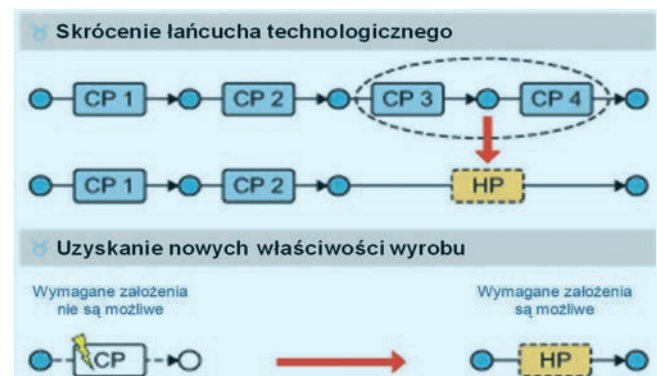 Skrócenie łańcucha technologicznego
CP 1 CP 2 CP 3 CP 4
CP 1 CP 2 HP
Uzyskanie nowych właściwości wyrobu
Wymagane założenia
nie są możliwe
Wymagane założenia
są możliwe
CP HP